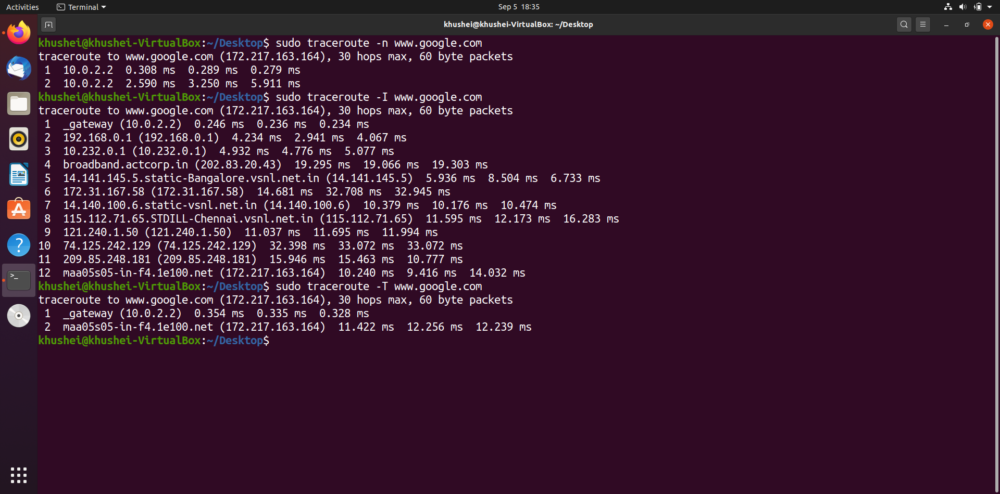 Activities Terminal Sep 5 18:35
khushei@khushei-VirtualBox: ~/Desktop
khushei@khushei-VirtualBox:~/Desktop$ sudo traceroute -n www.google.com
traceroute to www.google.com (172.217.163.164), 30 hops max, 60 byte packets
 1  10.0.2.2  0.308 ms  0.289 ms  0.279 ms
 2  10.0.2.2  2.590 ms  3.250 ms  5.911 ms
khushei@khushei-VirtualBox:~/Desktop$ sudo traceroute -I www.google.com
traceroute to www.google.com (172.217.163.164), 30 hops max, 60 byte packets
 1  _gateway (10.0.2.2)  0.246 ms  0.236 ms  0.234 ms
 2  192.168.0.1 (192.168.0.1)  4.234 ms  2.941 ms  4.067 ms
 3  10.232.0.1 (10.232.0.1)  4.932 ms  4.776 ms  5.077 ms
 4  broadband.actcorp.in (202.83.20.43)  19.295 ms  19.066 ms  19.303 ms
 5  14.141.145.5.static-Bangalore.vsnl.net.in (14.141.145.5)  5.936 ms  8.504 ms  6.733 ms
 6  172.31.167.58 (172.31.167.58)  14.681 ms  32.708 ms  32.945 ms
 7  14.140.100.6.static-vsnl.net.in (14.140.100.6)  10.379 ms  10.176 ms  10.474 ms
 8  115.112.71.65.STDILL-Chennai.vsnl.net.in (115.112.71.65)  11.595 ms  12.173 ms  16.283 ms
 9  121.240.1.50 (121.240.1.50)  11.037 ms  11.695 ms  11.994 ms
10  74.125.242.129 (74.125.242.129)  32.398 ms  33.072 ms  33.072 ms
11  209.85.248.181 (209.85.248.181)  15.946 ms  15.463 ms  10.777 ms
12  maa05s05-in-f4.1e100.net (172.217.163.164)  10.240 ms  9.416 ms  14.032 ms
khushei@khushei-VirtualBox:~/Desktop$ sudo traceroute -T www.google.com
traceroute to www.google.com (172.217.163.164), 30 hops max, 60 byte packets
 1  _gateway (10.0.2.2)  0.354 ms  0.335 ms  0.328 ms
 2  maa05s05-in-f4.1e100.net (172.217.163.164)  11.422 ms  12.256 ms  12.239 ms
khushei@khushei-VirtualBox:~/Desktop$